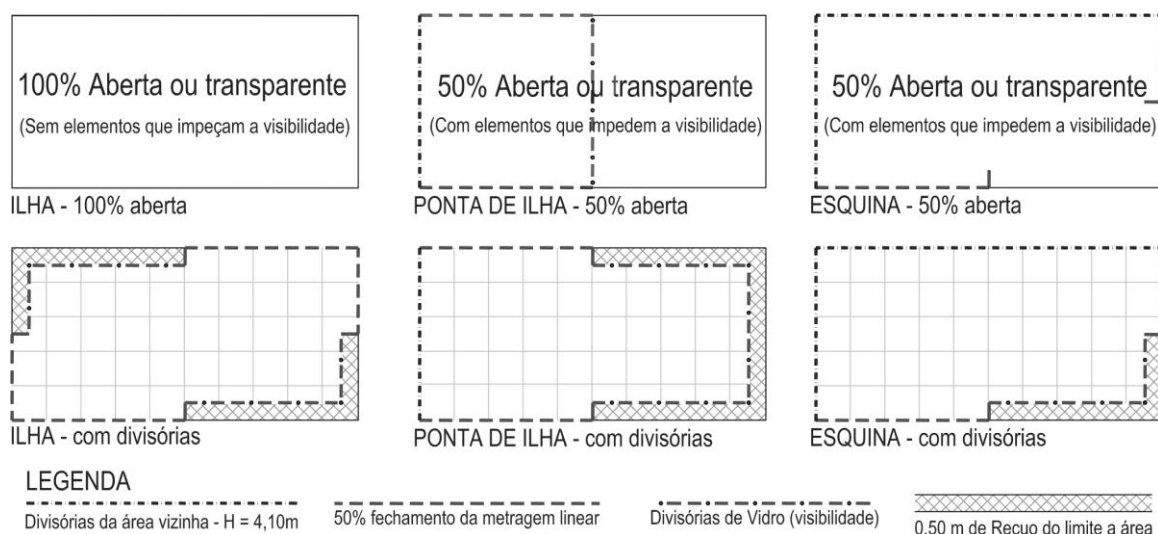 100% Aberta ou transparente
(Sem elementos que impeçam a visibilidade)
ILHA - 100% aberta
50% Aberta ou transparente
(Com elementos que impedem a visibilidade)
PONTA DE ILHA - 50% aberta
50% Aberta ou transparente
(Com elementos que impedem a visibilidade)
ESQUINA - 50% aberta
ILHA - com divisórias
PONTA DE ILHA - com divisórias
ESQUINA - com divisórias
LEGENDA
Divisórias da área vizinha - H = 4,10m
50% fechamento da metragem linear
Divisórias de Vidro (visibilidade)
0,50 m de Recuo do limite a área